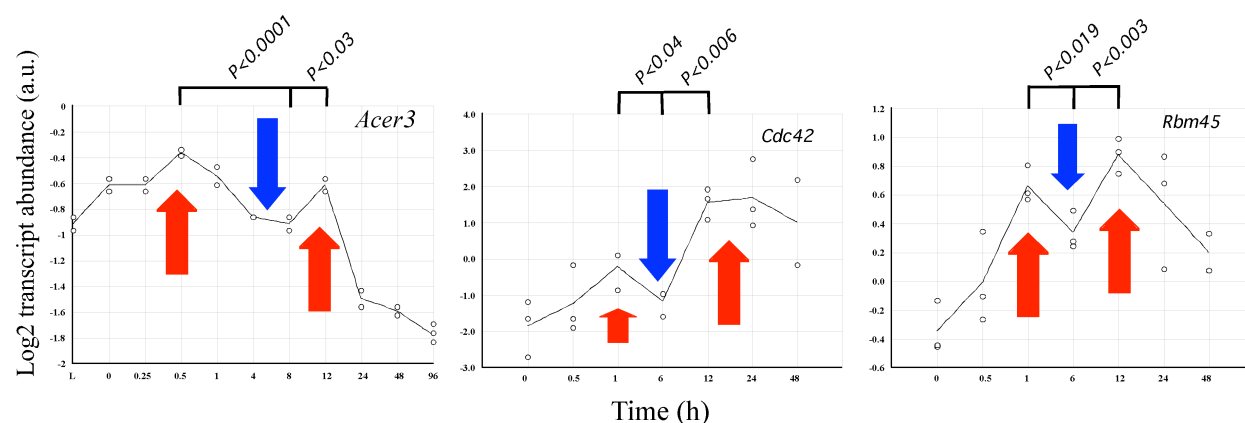 P<0.0001
P<0.03
P<0.04
P<0.006
P<0.019
P<0.003
Log2 transcript abundance (a.u.)
Acer3
0
-0.2
-0.4
-0.6
-0.8
-1
-1.2
-1.4
-1.6
-1.8
-2
L 0 0.25 0.5 1 4 8 12 24 48 96
Cdc42
4.0
3.0
2.0
1.0
0.0
-1.0
-2.0
-3.0
0 0.5 1 6 12 24 48
Rbm45
1.2
1.0
0.8
0.6
0.4
0.2
0.0
-0.2
-0.4
-0.6
0 0.5 1 6 12 24 48
Time (h)